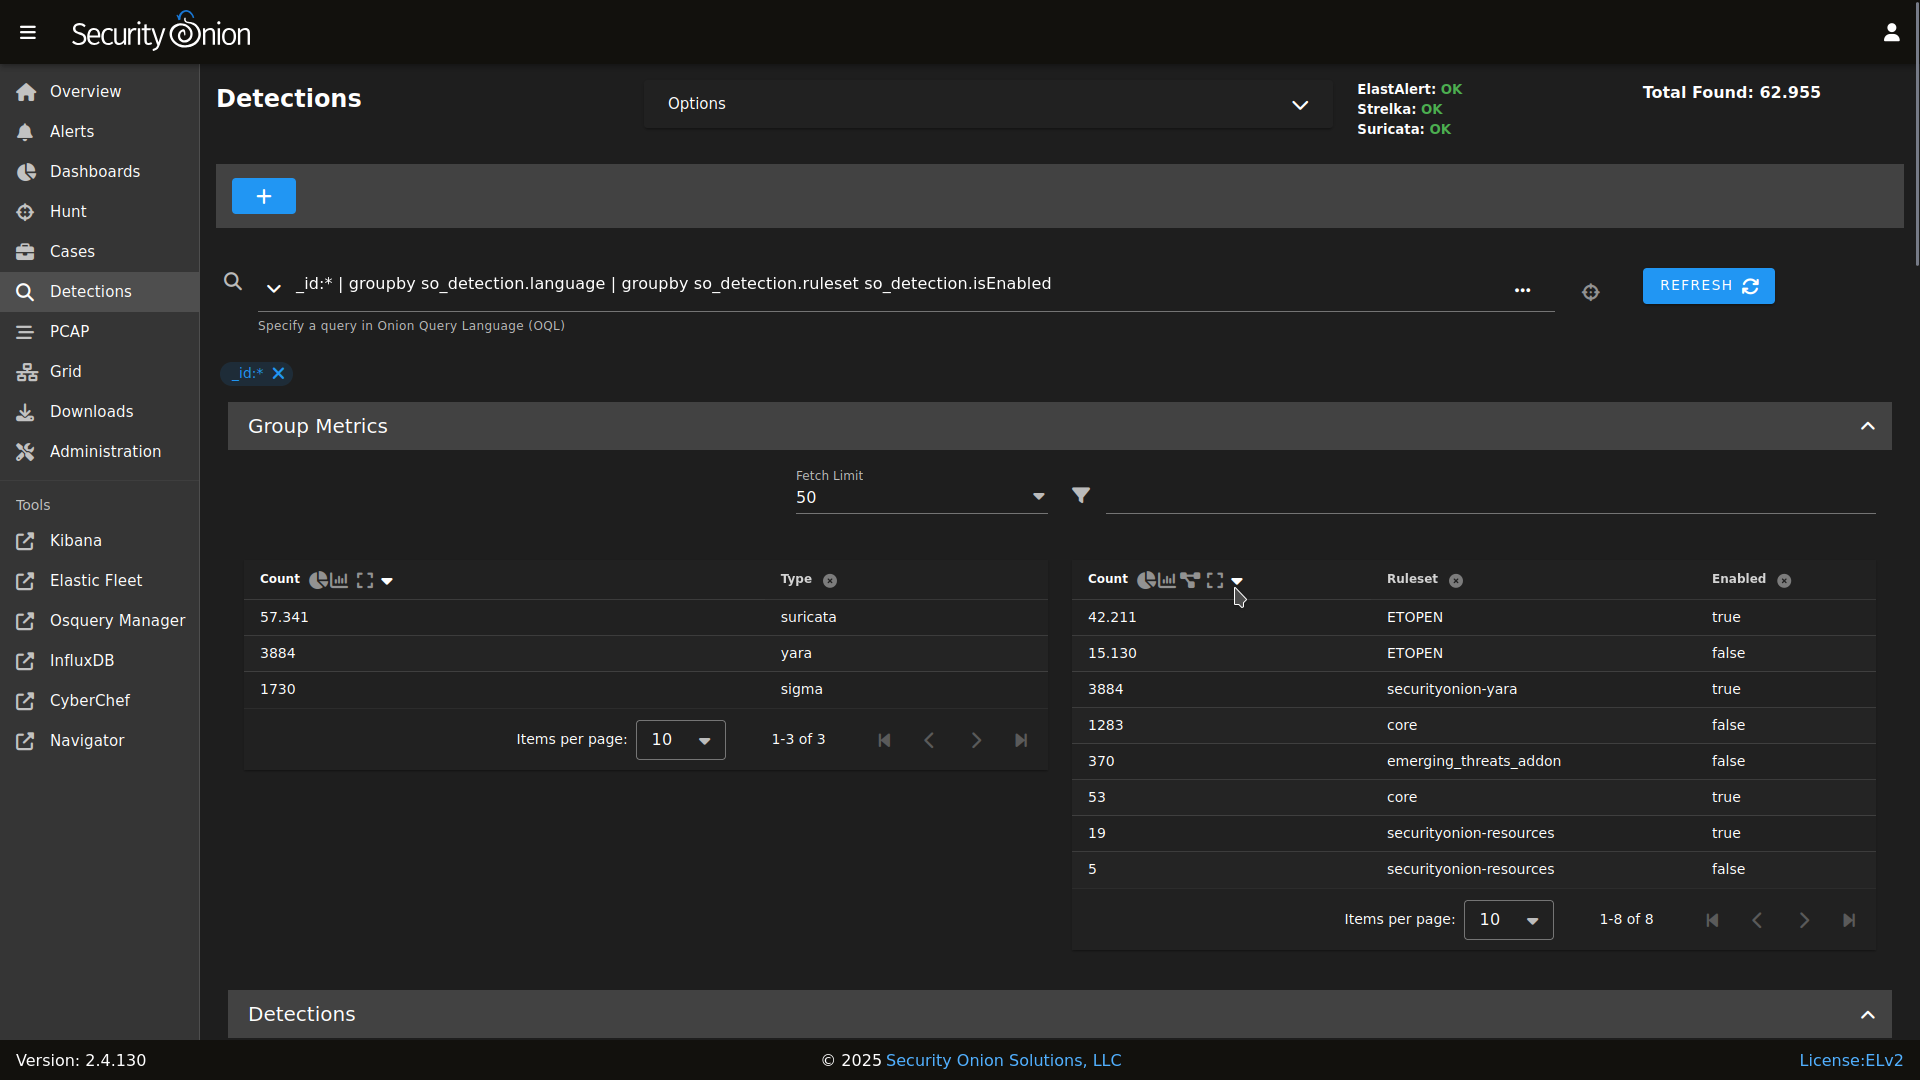 Security Onion
Overview
Alerts
Dashboards
Hunt
Cases
Detections
PCAP
Grid
Downloads
Administration
Tools
Kibana
Elastic Fleet
Osquery Manager
InfluxDB
CyberChef
Navigator
Detections
Options
ElastAlert: OK
Strelka: OK
Suricata: OK
Total Found: 62.955
+
_id:* | groupby so_detection.language | groupby so_detection.ruleset so_detection.isEnabled
REFRESH
Specify a query in Onion Query Language (OQL)
_id:*
Group Metrics
Fetch Limit
50
Count Type
57.341 suricata
3884 yara
1730 sigma
Items per page: 10 1-3 of 3
Count Ruleset Enabled
42.211 ETOPEN true
15.130 ETOPEN false
3884 securityonion-yara true
1283 core false
370 emerging_threats_addon false
53 core true
19 securityonion-resources true
5 securityonion-resources false
Items per page: 10 1-8 of 8
Detections
Version: 2.4.130
© 2025 Security Onion Solutions, LLC
License:ELv2